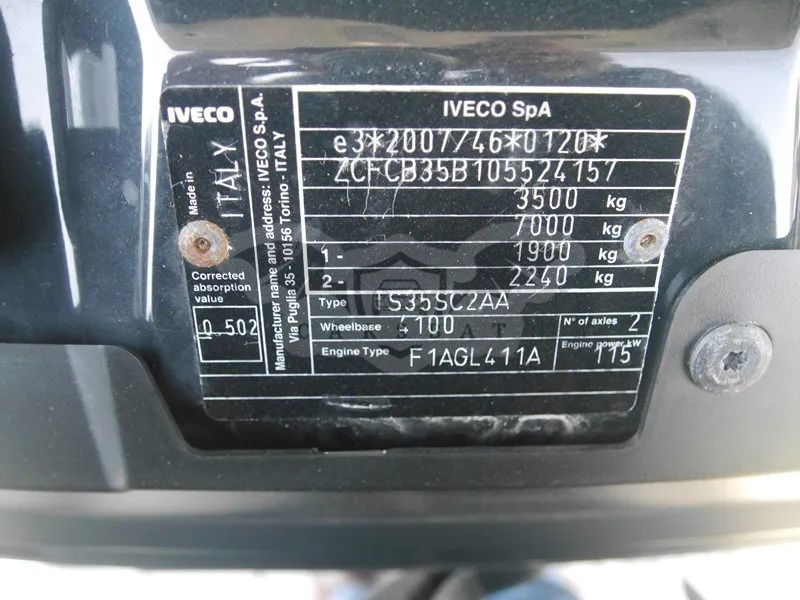 IVECO
Made in
ITALY
Corrected
absorption
value
0.502
Manufacturer name and address: IVECO S.p.A.
Via Puglia 35 - 10156 Torino - ITALY
IVECO SpA
e3*2007/46*0120*
ZCFCB35B105524157
3500 kg
7000 kg
1- 1900 kg
2- 2240 kg
Type S35SC2AA
Wheelbase 4100 N° of axles 2
Engine Type F1AGL411A Engine power kW 115